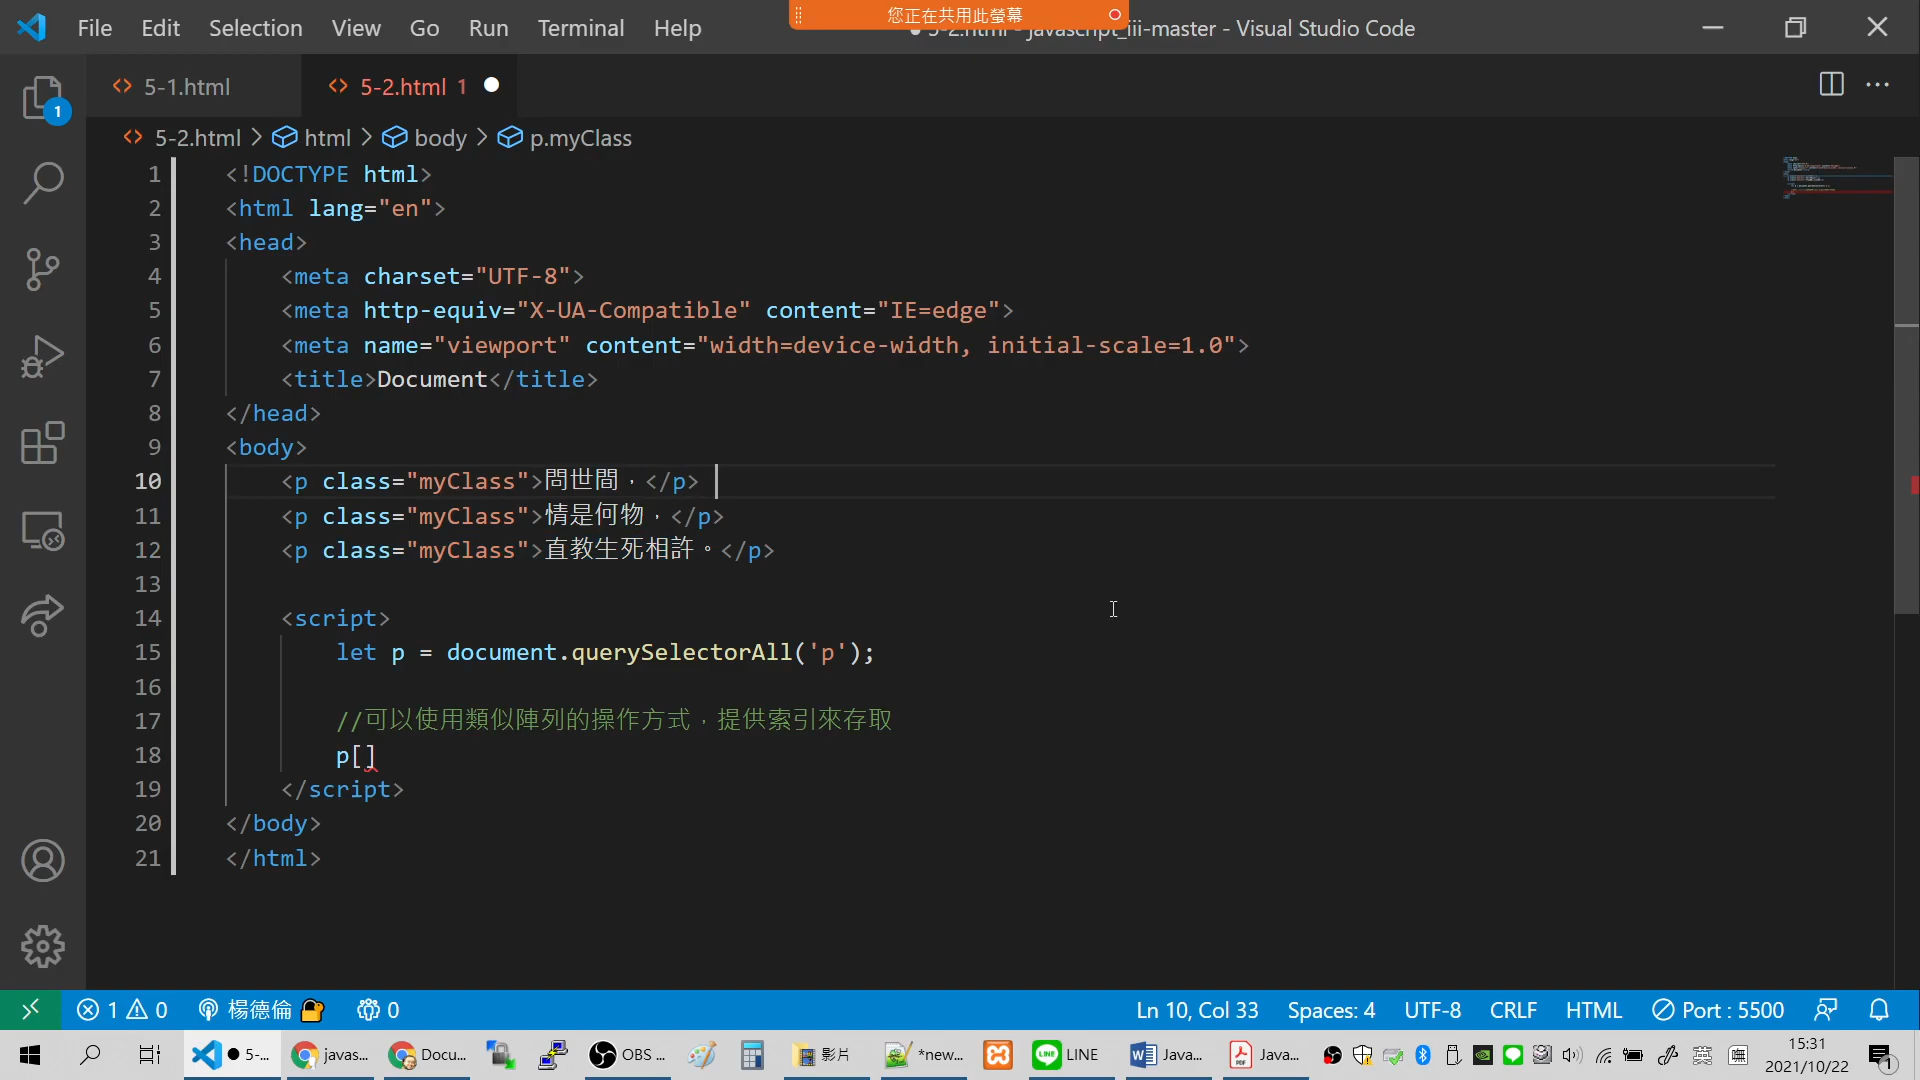 File Edit Selection View Go Run Terminal Help
您正在共用此螢幕
5-2.html - javascript_iii-master - Visual Studio Code
5-1.html
5-2.html 1
5-2.html > html > body > p.myClass
1 <!DOCTYPE html>
2 <html lang="en">
3 <head>
4 <meta charset="UTF-8">
5 <meta http-equiv="X-UA-Compatible" content="IE=edge">
6 <meta name="viewport" content="width=device-width, initial-scale=1.0">
7 <title>Document</title>
8 </head>
9 <body>
10 <p class="myClass">問世間，</p>
11 <p class="myClass">情是何物，</p>
12 <p class="myClass">直教生死相許。</p>
13
14 <script>
15 let p = document.querySelectorAll('p');
16
17 //可以使用類似陣列的操作方式，提供索引來存取
18 p[]
19 </script>
20 </body>
21 </html>
1
1 0 楊德倫 0
Ln 10, Col 33 Spaces: 4 UTF-8 CRLF HTML Port : 5500
5-... javas... Docu... OBS ... 影片 *new... LINE Java... Java... 英
15:31
2021/10/22
1